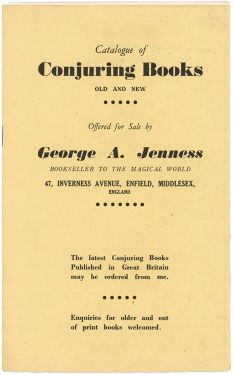 Catalogue of
Conjuring Books
OLD AND NEW
Offered for Sale by
George A. Jenness
BOOKSELLER TO THE MAGICAL WORLD
47, INVERNESS AVENUE, ENFIELD, MIDDLESEX,
ENGLAND
The latest Conjuring Books
Published in Great Britain
may be ordered from me.
Enquiries for older and out
of print books welcomed.